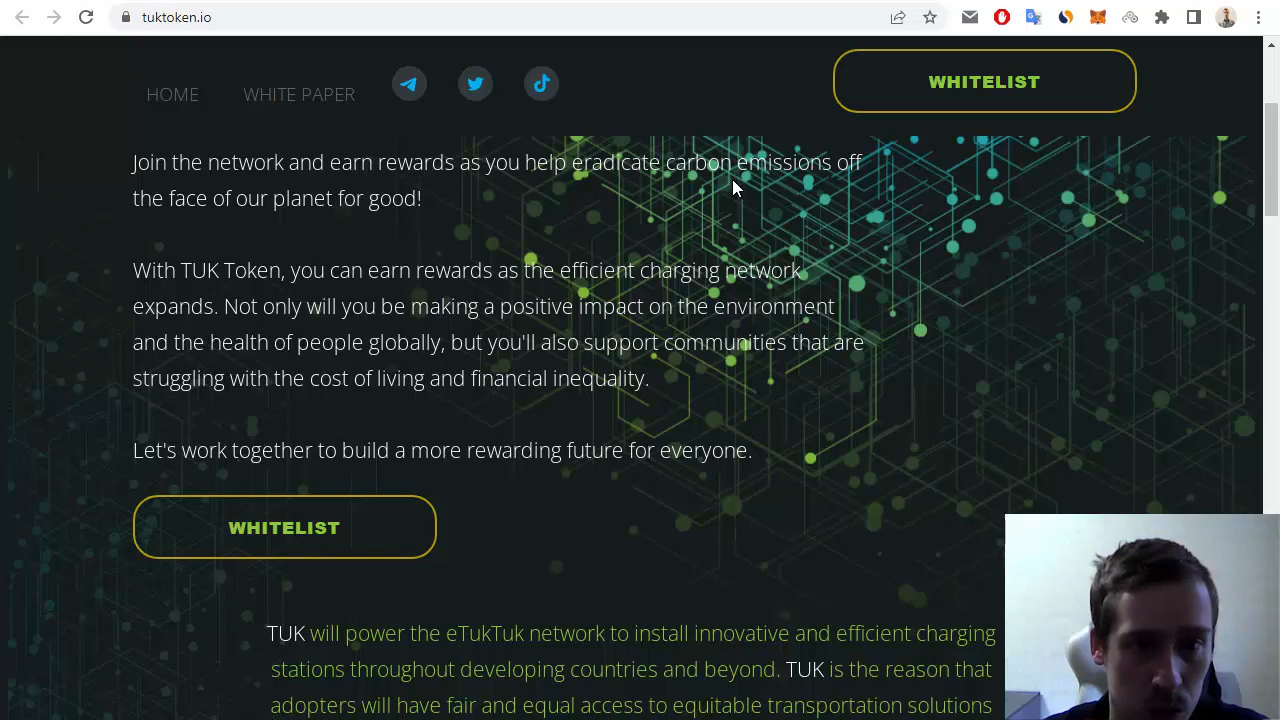 tuktoken.io
HOME
WHITE PAPER
WHITELIST
Join the network and earn rewards as you help eradicate carbon emissions off
the face of our planet for good!
With TUK Token, you can earn rewards as the efficient charging network
expands. Not only will you be making a positive impact on the environment
and the health of people globally, but you'll also support communities that are
struggling with the cost of living and financial inequality.
Let's work together to build a more rewarding future for everyone.
WHITELIST
TUK will power the eTukTuk network to install innovative and efficient charging
stations throughout developing countries and beyond. TUK is the reason that
adopters will have fair and equal access to equitable transportation solutions